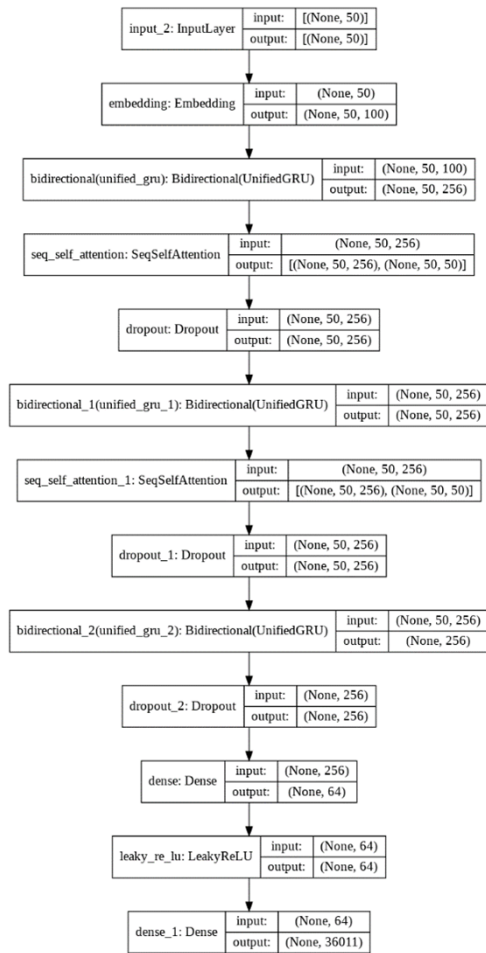 input_2: InputLayer
input: [(None, 50)]
output: [(None, 50)]
embedding: Embedding
input: (None, 50)
output: (None, 50, 100)
bidirectional(unified_gru): Bidirectional(UnifiedGRU)
input: (None, 50, 100)
output: (None, 50, 256)
seq_self_attention: SeqSelfAttention
input: (None, 50, 256)
output: [(None, 50, 256), (None, 50, 50)]
dropout: Dropout
input: (None, 50, 256)
output: (None, 50, 256)
bidirectional_1(unified_gru_1): Bidirectional(UnifiedGRU)
input: (None, 50, 256)
output: (None, 50, 256)
seq_self_attention_1: SeqSelfAttention
input: (None, 50, 256)
output: [(None, 50, 256), (None, 50, 50)]
dropout_1: Dropout
input: (None, 50, 256)
output: (None, 50, 256)
bidirectional_2(unified_gru_2): Bidirectional(UnifiedGRU)
input: (None, 50, 256)
output: (None, 256)
dropout_2: Dropout
input: (None, 256)
output: (None, 256)
dense: Dense
input: (None, 256)
output: (None, 64)
leaky_re_lu: LeakyReLU
input: (None, 64)
output: (None, 64)
dense_1: Dense
input: (None, 64)
output: (None, 36011)